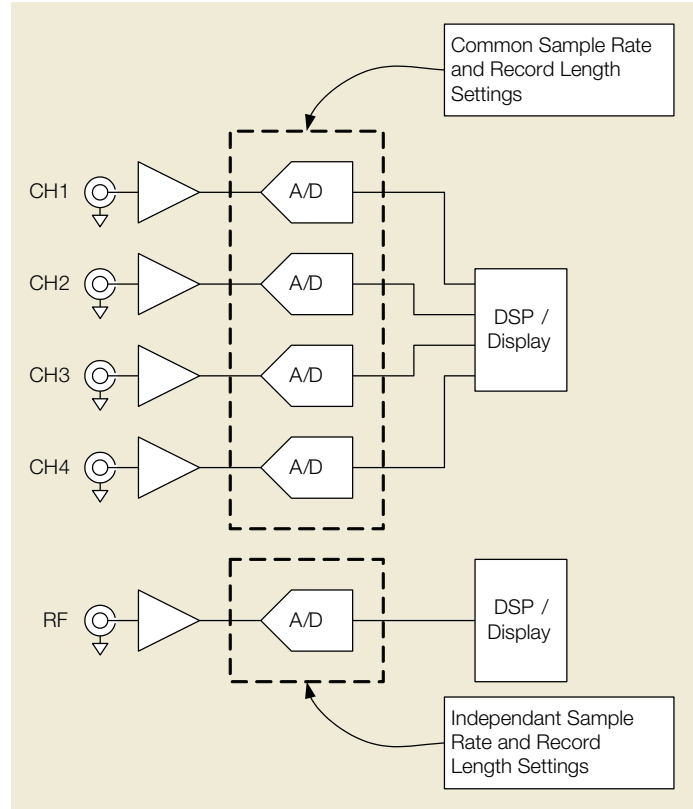 Common Sample Rate
and Record Length
Settings
CH1
A/D
CH2
A/D
DSP /
Display
CH3
A/D
CH4
A/D
RF
A/D
DSP /
Display
Independant Sample
Rate and Record
Length Settings